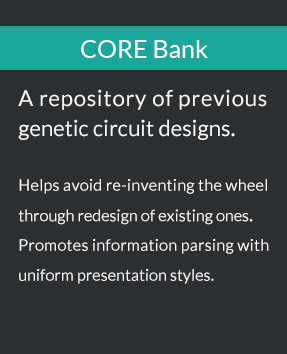 CORE Bank
A repository of previous
genetic circuit designs.
Helps avoid re-inventing the wheel
through redesign of existing ones.
Promotes information parsing with
uniform presentation styles.